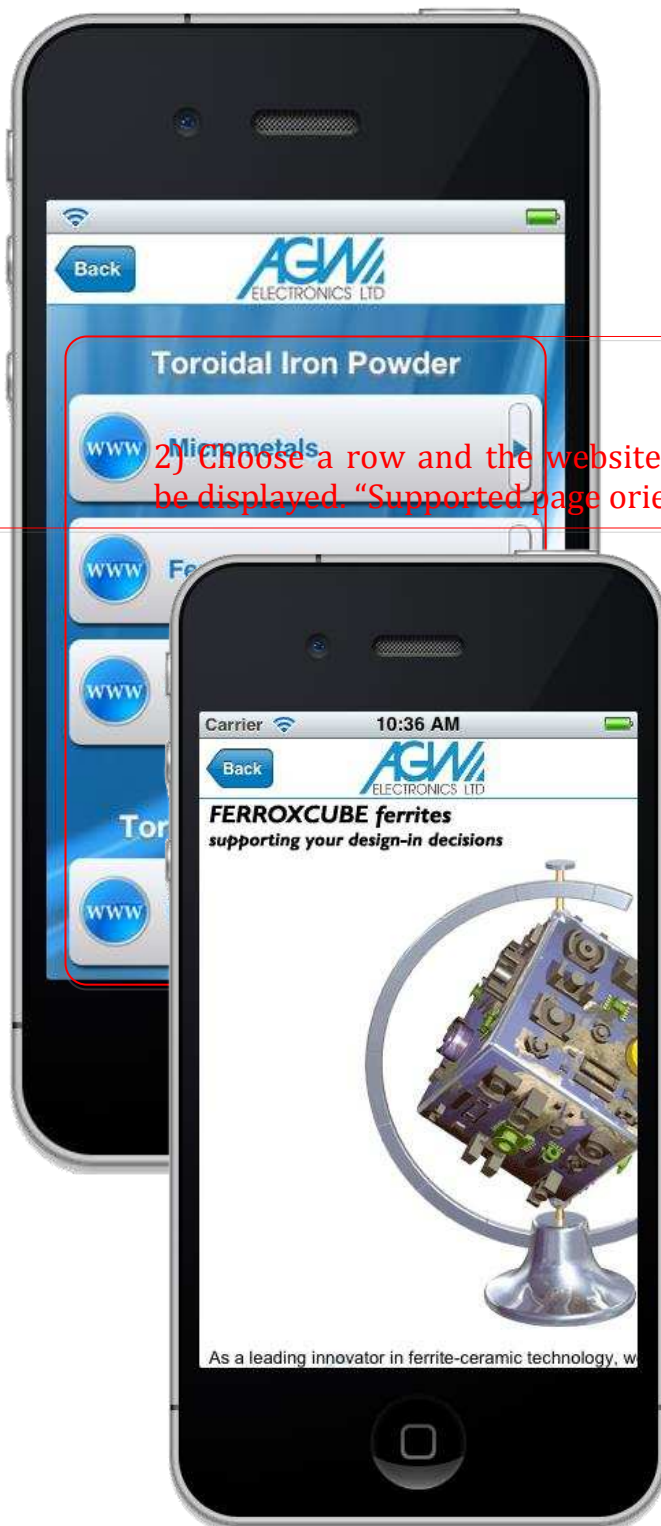 Back
AGW
ELECTRONICS LTD
Toroidal Iron Powder
www
Micrometals
2) Choose a row and the website
be displayed. “Supported page
www
www
www
Carrier
10:36 AM
Back
AGW
ELECTRONICS LTD
FERROXCUBE ferrites
supporting your design-in decisions
As a leading innovator in ferrite-ceramic technology,